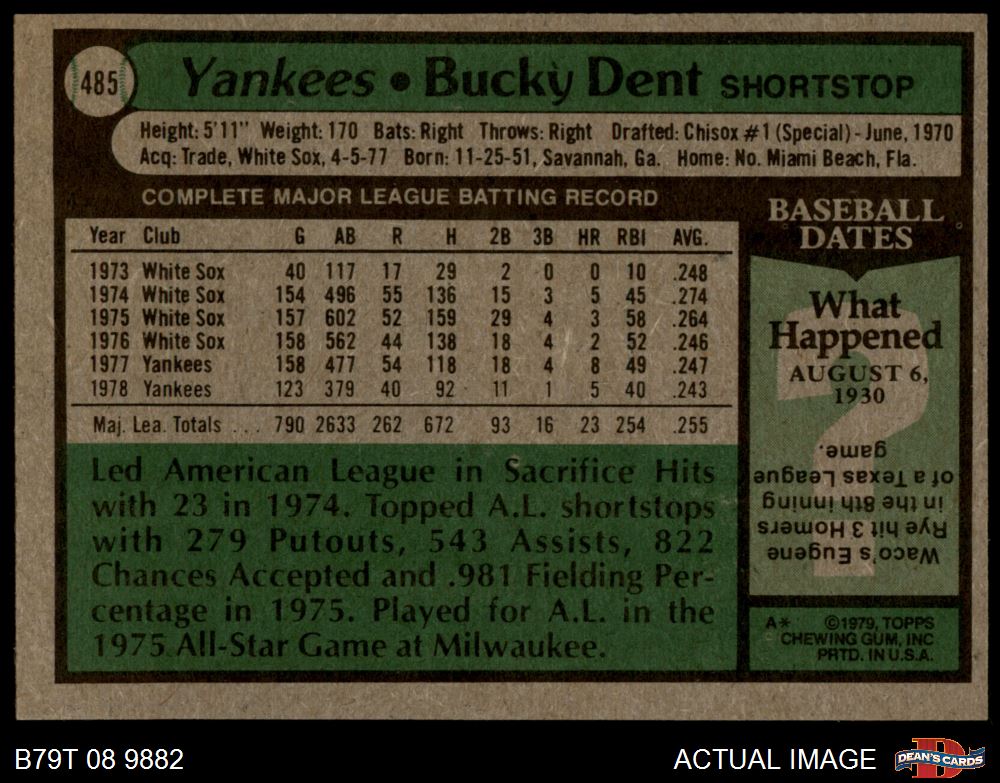 485
Yankees • Bucky Dent SHORTSTOP
Height: 5'11" Weight: 170 Bats: Right Throws: Right Drafted: Chisox #1 (Special) - June, 1970
Acq: Trade, White Sox, 4-5-77 Born: 11-25-51, Savannah, Ga. Home: No. Miami Beach, Fla.
COMPLETE MAJOR LEAGUE BATTING RECORD
Year Club G AB R H 2B 3B HR RBI AVG.
1973 White Sox 40 117 17 29 2 0 0 10 .248
1974 White Sox 154 496 55 136 15 3 5 45 .274
1975 White Sox 157 602 52 159 29 4 3 58 .264
1976 White Sox 158 562 44 138 18 4 2 52 .246
1977 Yankees 158 477 54 118 18 4 8 49 .247
1978 Yankees 123 379 40 92 11 1 5 40 .243
Maj. Lea. Totals . . . 790 2633 262 672 93 16 23 254 .255
Led American League in Sacrifice Hits
with 23 in 1974. Topped A.L. shortstops
with 279 Putouts, 543 Assists, 822
Chances Accepted and .981 Fielding Per-
centage in 1975. Played for A.L. in the
1975 All-Star Game at Milwaukee.
BASEBALL
DATES
What
Happened
AUGUST 6,
1930
Waco's Eugene
Rye hit 3 Homers
in the 8th inning
of a Texas League
game.
A* ©1979, TOPPS
CHEWING GUM, INC
PRTD. IN U.S.A.
B79T 08 9882
ACTUAL IMAGE
D
DEAN'S CARDS